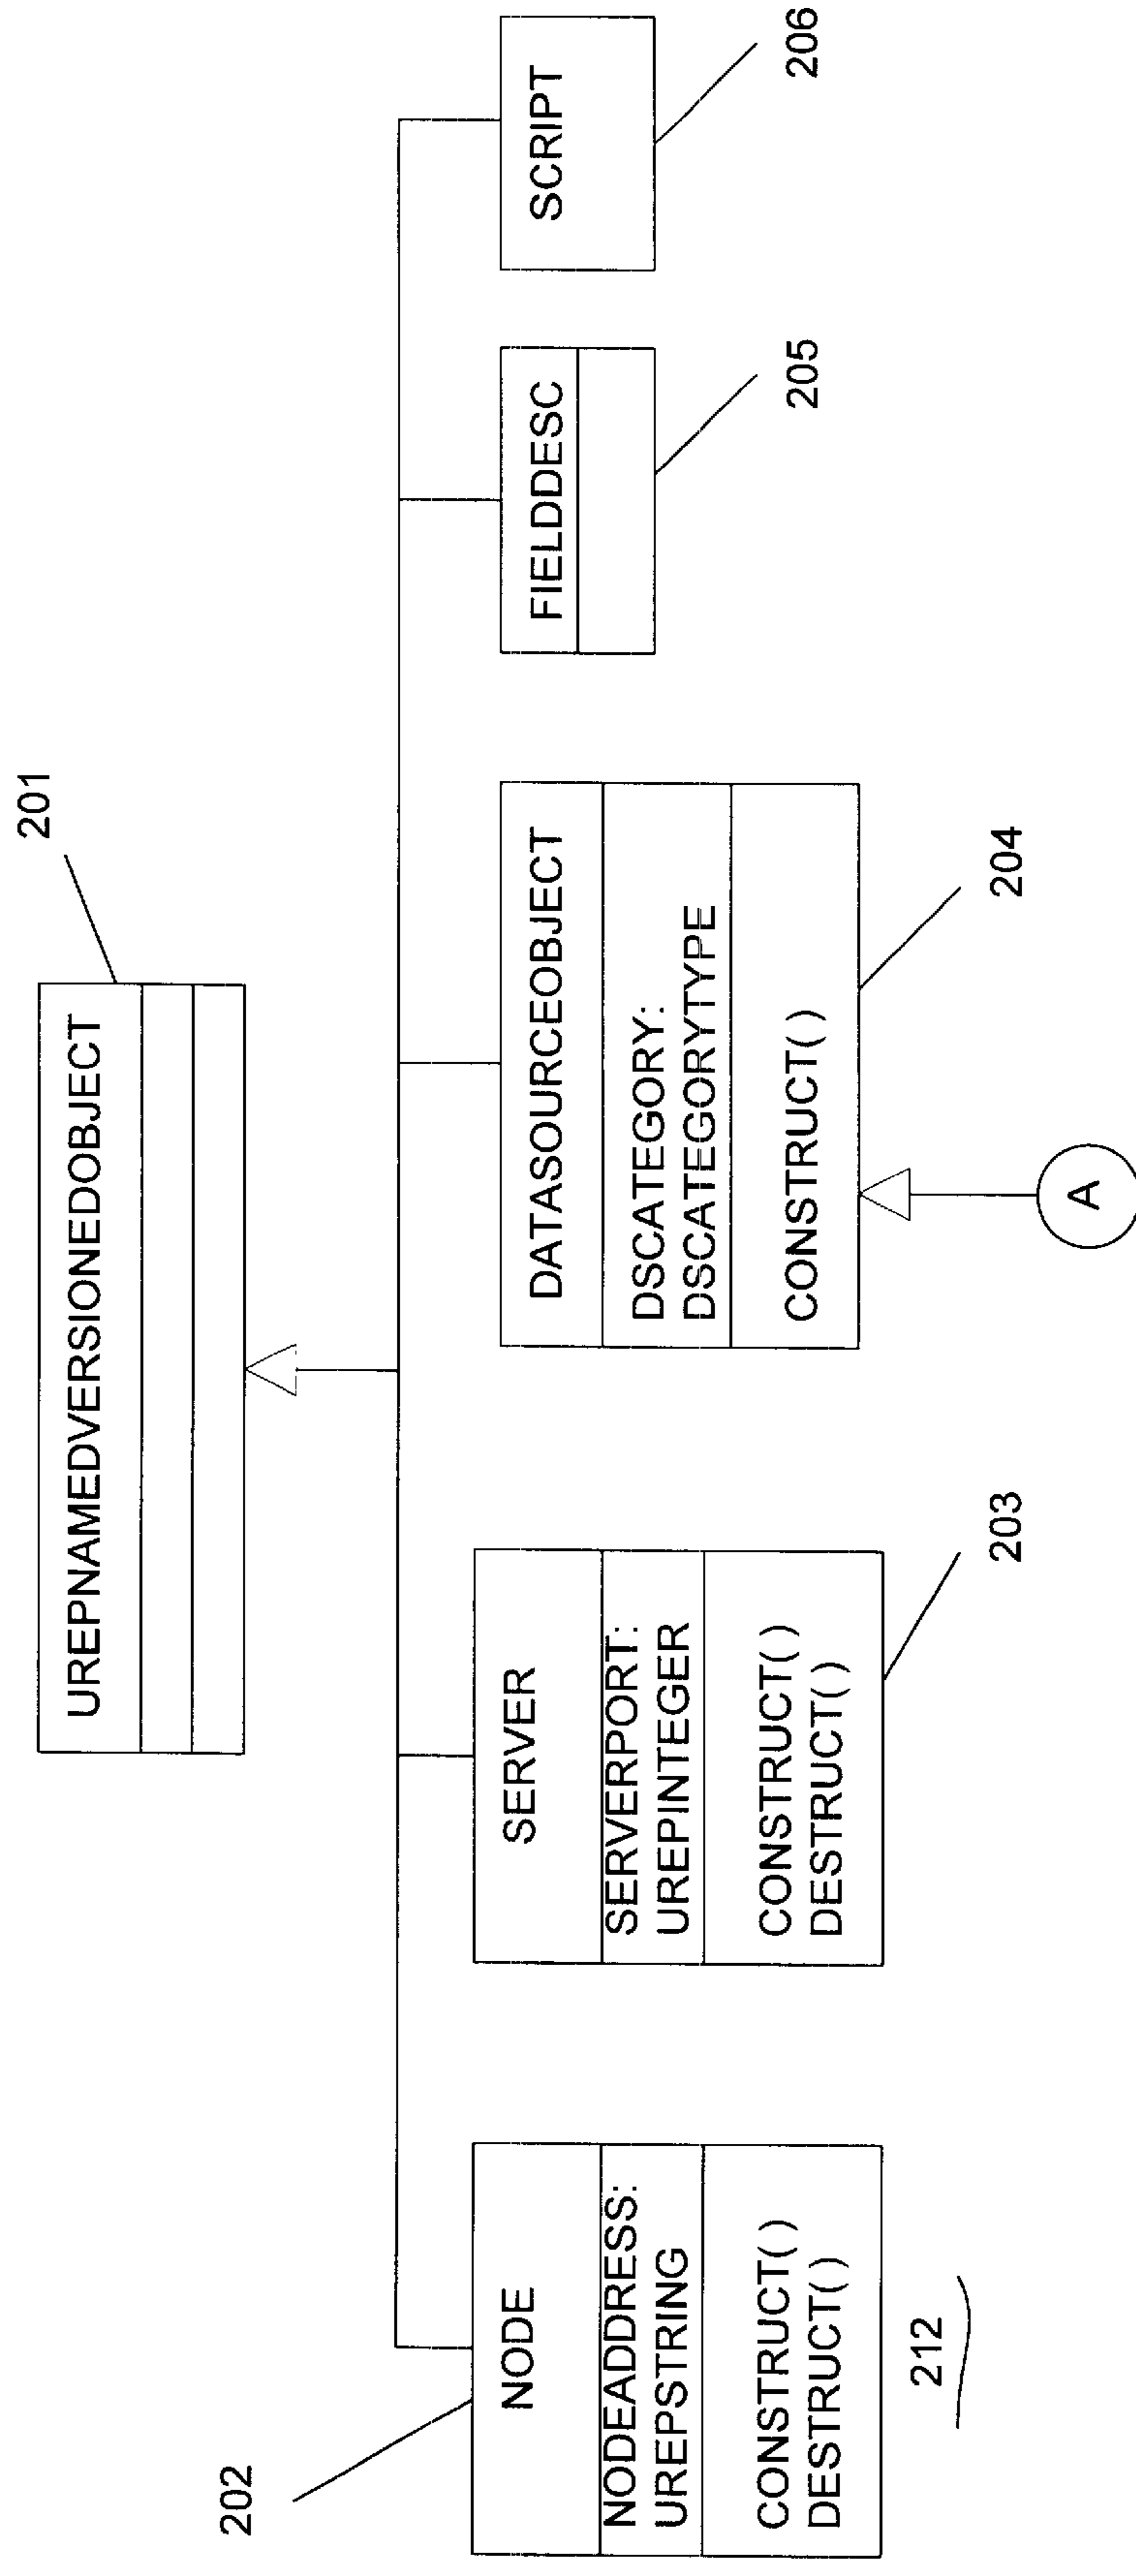 201
UREPNAMEDVERSIONEDOBJECT
202
NODE
NODEADDRESS:
UREPSTRING
CONSTRUCT( )
DESTRUCT( )
212
SERVER
SERVERPORT:
UREPINTEGER
CONSTRUCT( )
DESTRUCT( )
203
DATASOURCEOBJECT
DSCATEGORY:
DSCATEGORYTYPE
CONSTRUCT( )
204
A
FIELDDESC
205
SCRIPT
206